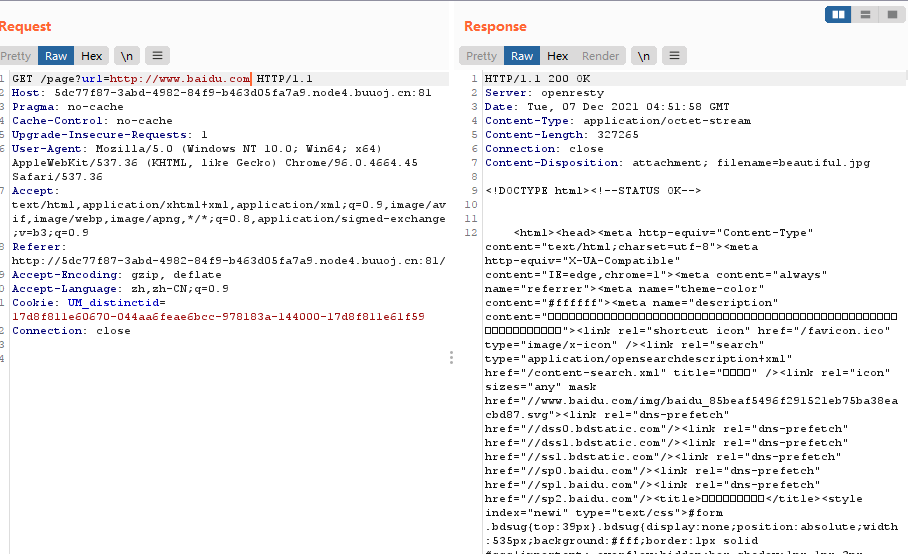 Request
Pretty Raw Hex \n
1 GET /page?url=http://www.baidu.com HTTP/1.1
2 Host: 5dc77f87-3abd-4982-84f9-b463d05fa7a9.node4.buuoj.cn:81
3 Pragma: no-cache
4 Cache-Control: no-cache
5 Upgrade-Insecure-Requests: 1
6 User-Agent: Mozilla/5.0 (Windows NT 10.0; Win64; x64)
AppleWebKit/537.36 (KHTML, like Gecko) Chrome/96.0.4664.45
Safari/537.36
7 Accept:
text/html,application/xhtml+xml,application/xml;q=0.9,image/av
if,image/webp,image/apng,*/*;q=0.8,application/signed-exchange
;v=b3;q=0.9
8 Referer:
http://5dc77f87-3abd-4982-84f9-b463d05fa7a9.node4.buuoj.cn:81/
9 Accept-Encoding: gzip, deflate
0 Accept-Language: zh,zh-CN;q=0.9
1 Cookie: UM_distinctid=
17d8f811e60670-044aa6feae6bcc-978183a-144000-17d8f811e61f59
2 Connection: close
3
4
Response
Pretty Raw Hex Render \n
1 HTTP/1.1 200 OK
2 Server: openresty
3 Date: Tue, 07 Dec 2021 04:51:58 GMT
4 Content-Type: application/octet-stream
5 Content-Length: 327265
6 Connection: close
7 Content-Disposition: attachment; filename=beautiful.jpg
8
9 <!DOCTYPE html><!--STATUS OK-->
10
11
12 <html><head><meta http-equiv="Content-Type"
content="text/html;charset=utf-8"><meta
http-equiv="X-UA-Compatible"
content="IE=edge,chrome=1"><meta content="always"
name="referrer"><meta name="theme-color"
content="#ffffff"><meta name="description"
content="
"><link rel="shortcut icon" href="/favicon.ico"
type="image/x-icon" /><link rel="search"
type="application/opensearchdescription+xml"
href="/content-search.xml" title="" /><link rel="icon"
sizes="any" mask
href="//www.baidu.com/img/baidu_85beaf5496f291521eb75ba38ea
cbd87.svg"><link rel="dns-prefetch"
href="//dss0.bdstatic.com"/><link rel="dns-prefetch"
href="//dss1.bdstatic.com"/><link rel="dns-prefetch"
href="//ss1.bdstatic.com"/><link rel="dns-prefetch"
href="//sp0.baidu.com"/><link rel="dns-prefetch"
href="//sp1.baidu.com"/><link rel="dns-prefetch"
href="//sp2.baidu.com"/><title></title><style
index="newi" type="text/css">#form
.bdsug{top:39px}.bdsug{display:none;position:absolute;width
:535px;background:#fff;border:1px solid